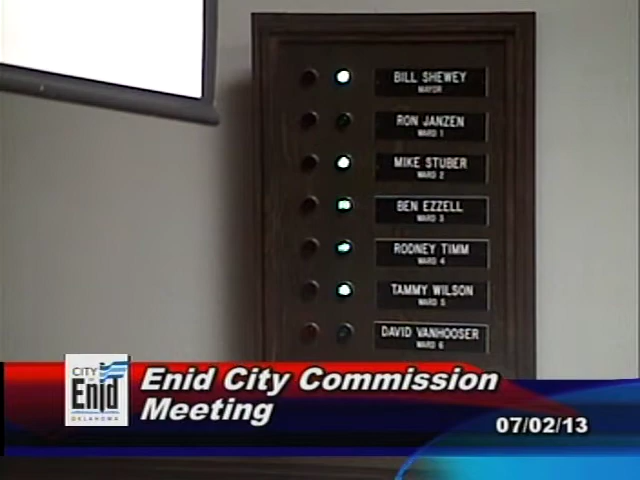 BILL SHEWEY
MAYOR
RON JANZEN
WARD 1
MIKE STUBER
WARD 2
BEN EZZELL
WARD 3
RODNEY TIMM
WARD 4
TAMMY WILSON
WARD 5
DAVID VANHOOSER
WARD 6
CITY
OF
Enid
OKLAHOMA
Enid City Commission
Meeting
07/02/13